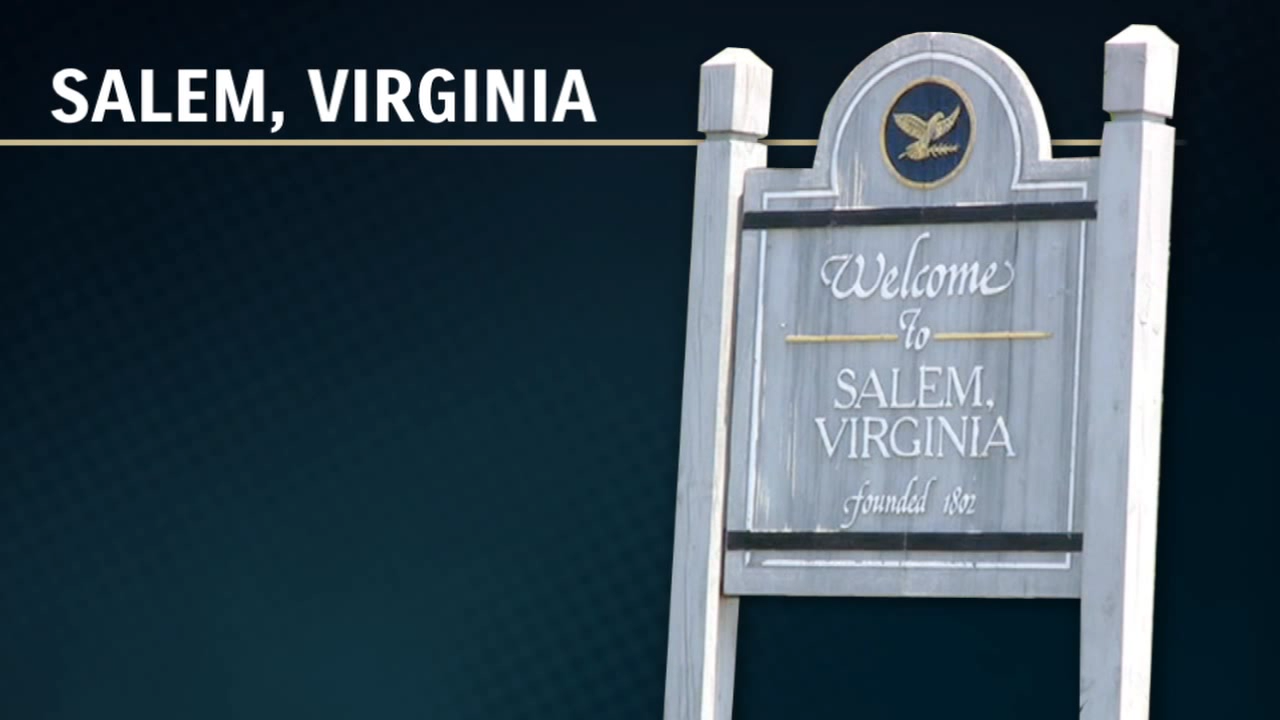 SALEM, VIRGINIA
Welcome
To
SALEM,
VIRGINIA
founded 1802